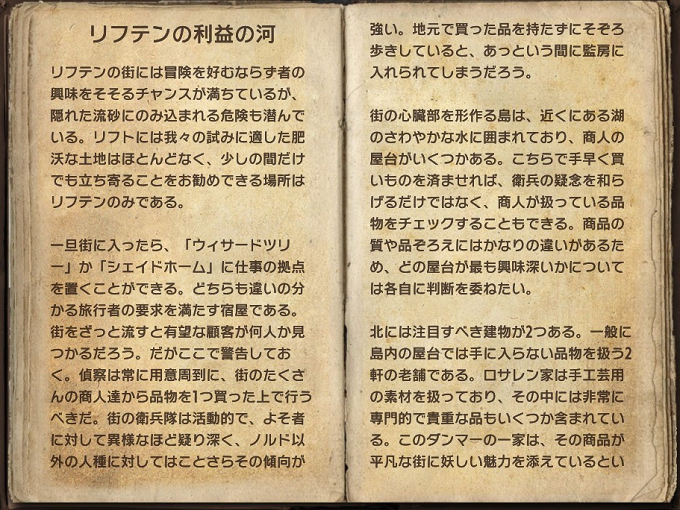 リフテンの利益の河
リフテンの街には冒険を好むならず者の
興味をそそるチャンスが満ちているが、
隠れた流砂にのみ込まれる危険も潜んで
いる。リフトには我々の試みに適した肥
沃な土地はほとんどなく、少しの間だけ
でも立ち寄ることをお勧めできる場所は
リフテンのみである。
一旦街に入ったら、「ウィザードツリ
ー」か「シェイドホーム」に仕事の拠点
を置くことができる。どちらも違いの分
かる旅行者の要求を満たす宿屋である。
街をざっと流すと有望な顧客が何人か見
つかるだろう。だがここで警告してお
く。偵察は常に用意周到に、街のたくさ
んの商人達から品物を1つ買った上で行う
べきだ。街の衛兵隊は活動的で、よそ者
に対して異様なほど疑り深く、ノルド以
外の人種に対してはことさらその傾向が
強い。地元で買った品を持たずにそぞろ
歩きしていると、あっという間に監房に
入れられてしまうだろう。
街の心臓部を形作る島は、近くにある湖
のさわやかな水に囲まれており、商人の
屋台がいくつかある。こちらで手早く買
いものを済ませれば、衛兵の疑念を和ら
げるだけではなく、商人が扱っている品
物をチェックすることもできる。商品の
質や品ぞろえにはかなりの違いがあるた
め、どの屋台が最も興味深いかについて
は各自に判断を委ねたい。
北には注目すべき建物が2つある。一般に
島内の屋台では手に入らない品物を扱う2
軒の老舗である。ロサレン家は手工芸用
の素材を扱っており、その中には非常に
専門的で貴重な品もいくつか含まれてい
る。このダンマーの一家は、その商品が
平凡な街に妖しい魅力を添えているとい